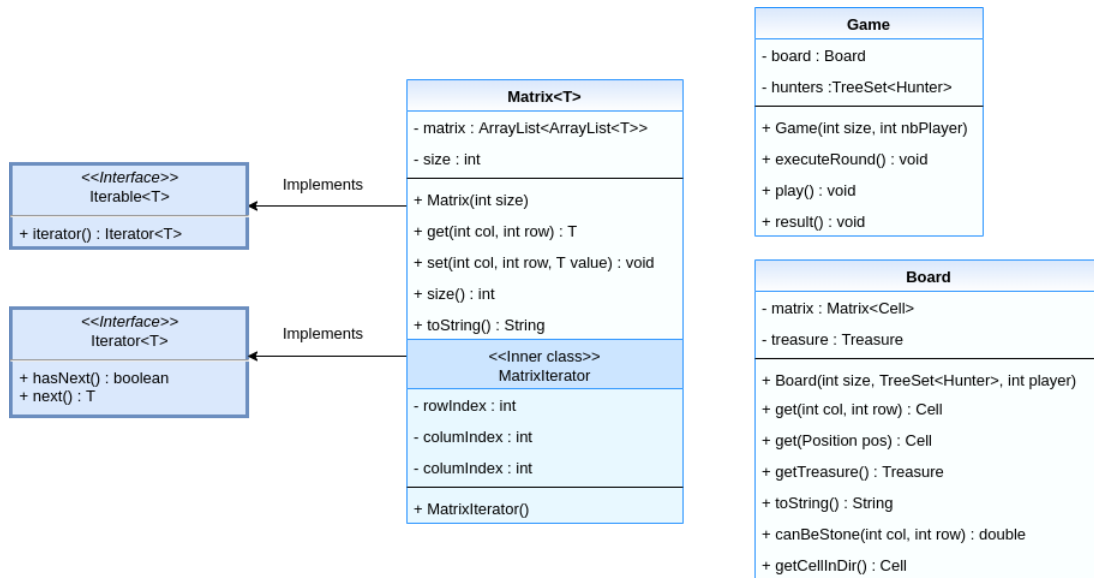 <<Interface>>
Iterable<T>
+ iterator() : Iterator<T>
Implements
<<Interface>>
Iterator<T>
+ hasNext() : boolean
+ next() : T
Implements
Matrix<T>
- matrix : ArrayList<ArrayList<T>>
- size : int
+ Matrix(int size)
+ get(int col, int row) : T
+ set(int col, int row, T value) : void
+ size() : int
+ toString() : String
<<Inner class>>
MatrixIterator
- rowIndex : int
- columIndex : int
- columIndex : int
+ MatrixIterator()
Game
- board : Board
- hunters :TreeSet<Hunter>
+ Game(int size, int nbPlayer)
+ executeRound() : void
+ play() : void
+ result() : void
Board
- matrix : Matrix<Cell>
- treasure : Treasure
+ Board(int size, TreeSet<Hunter>, int player)
+ get(int col, int row) : Cell
+ get(Position pos) : Cell
+ getTreasure() : Treasure
+ toString() : String
+ canBeStone(int col, int row) : double
+ getCellInDir() : Cell